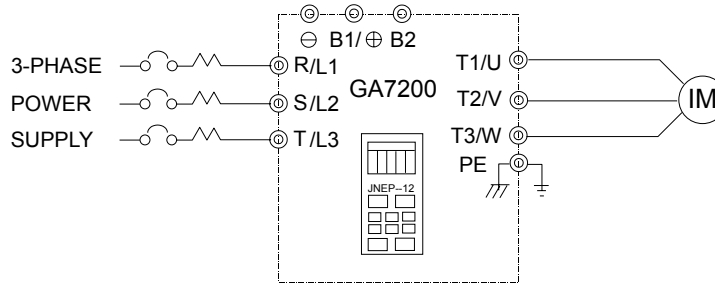 ⊖ B1/ ⊕ B2
3-PHASE
POWER
SUPPLY
R/L1
S/L2
T/L3
GA7200
JNEP-12
T1/U
T2/V
T3/W
PE
IM